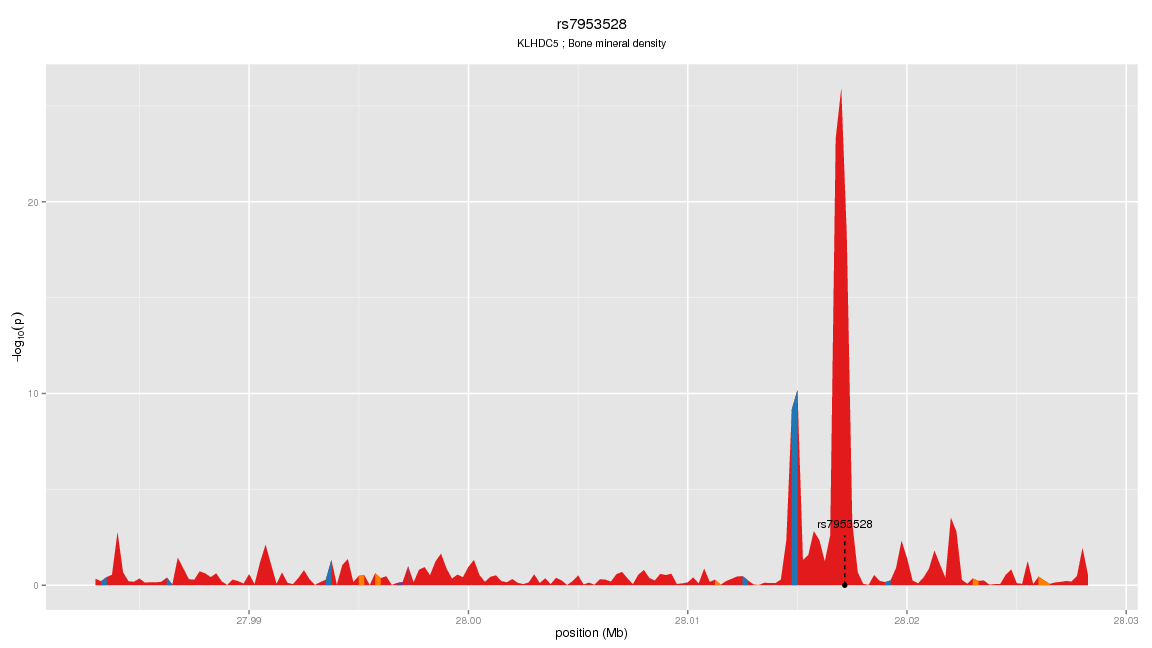 rs7953528
KLHDC5 ; Bone mineral density
−log10(p)
20
10
0
rs7953528
27.99
28.00
28.01
28.02
28.03
position (Mb)